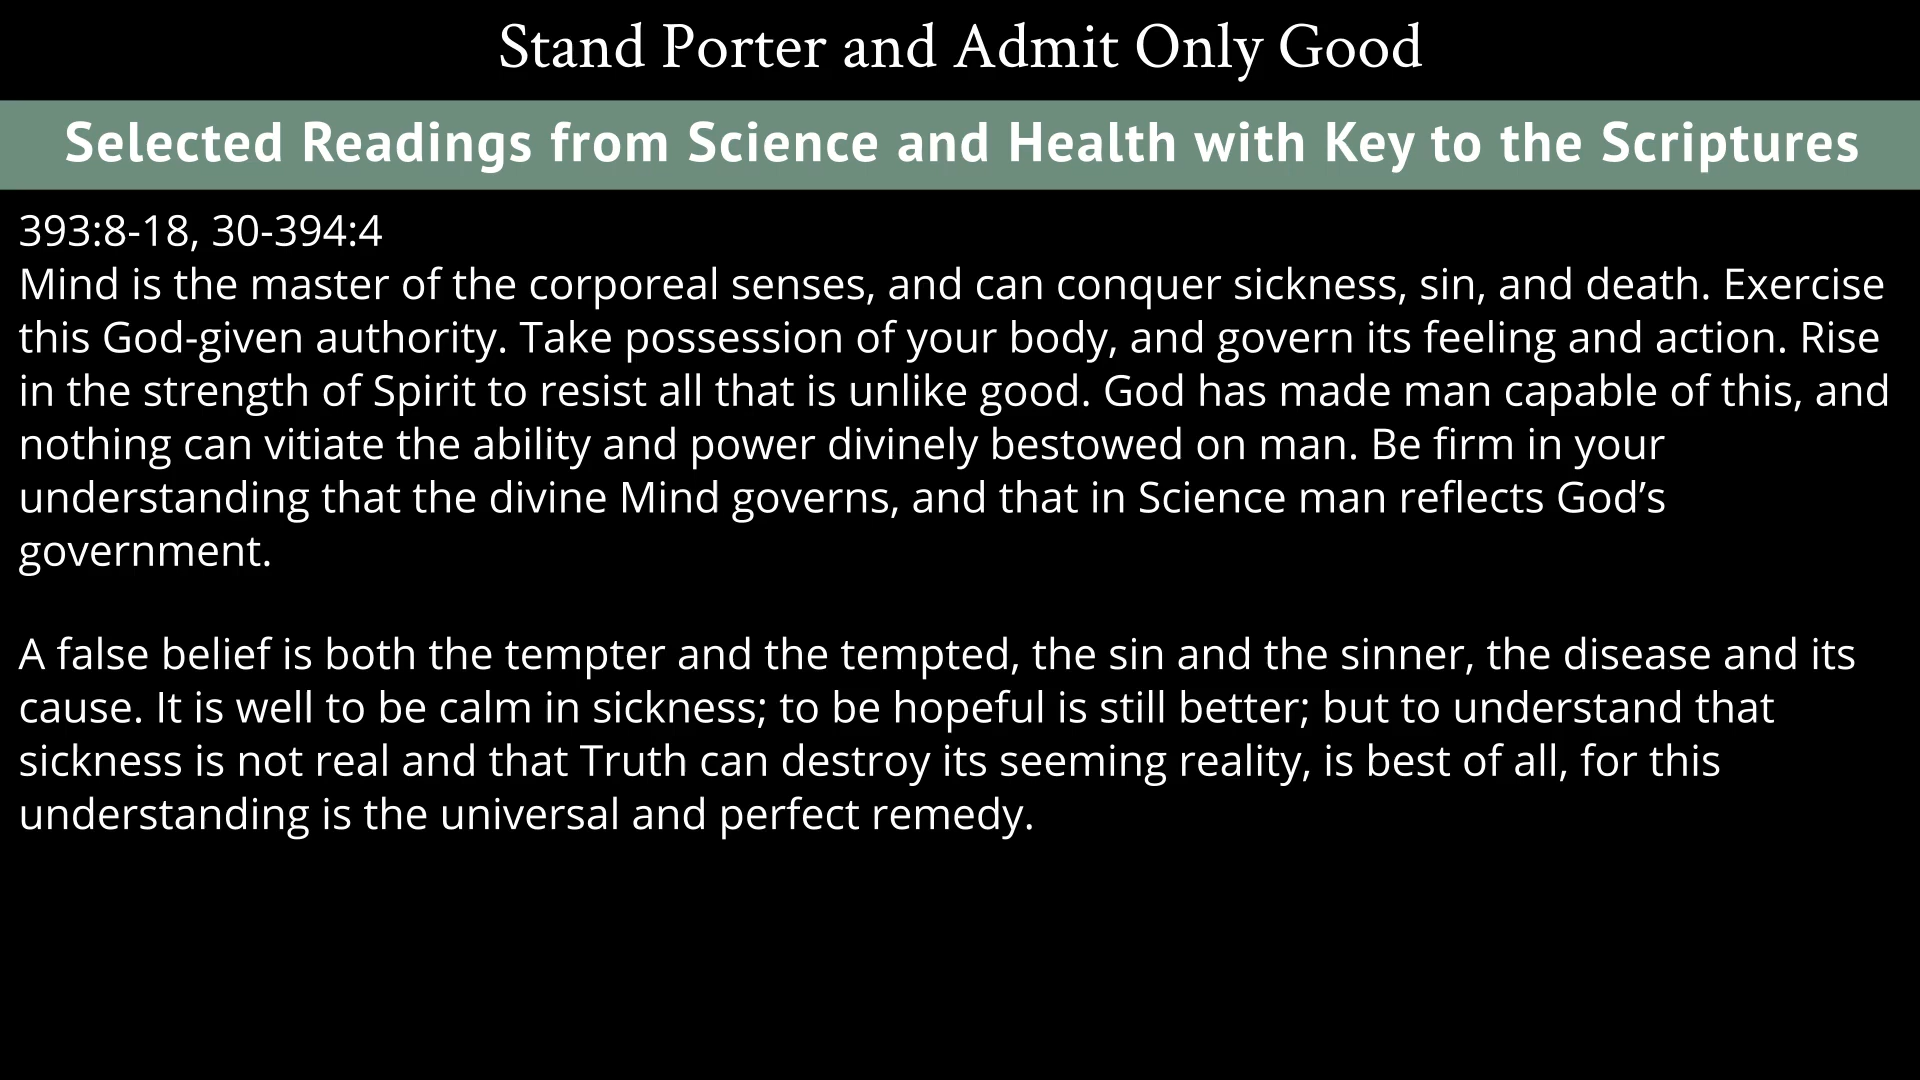 Stand Porter and Admit Only Good
Selected Readings from Science and Health with Key to the Scriptures
393:8-18, 30-394:4
Mind is the master of the corporeal senses, and can conquer sickness, sin, and death. Exercise
this God-given authority. Take possession of your body, and govern its feeling and action. Rise
in the strength of Spirit to resist all that is unlike good. God has made man capable of this, and
nothing can vitiate the ability and power divinely bestowed on man. Be firm in your
understanding that the divine Mind governs, and that in Science man reflects God’s
government.
A false belief is both the tempter and the tempted, the sin and the sinner, the disease and its
cause. It is well to be calm in sickness; to be hopeful is still better; but to understand that
sickness is not real and that Truth can destroy its seeming reality, is best of all, for this
understanding is the universal and perfect remedy.